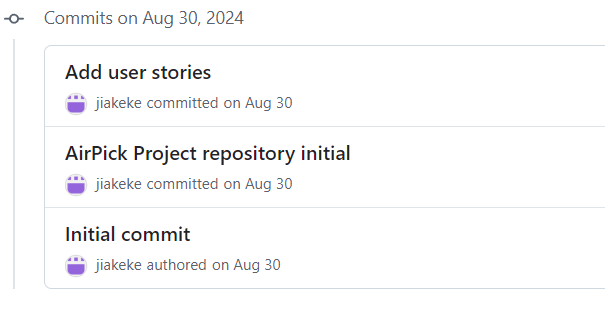 Commits on Aug 30, 2024
Add user stories
jiakeke committed on Aug 30
AirPick Project repository initial
jiakeke committed on Aug 30
Initial commit
jiakeke authored on Aug 30